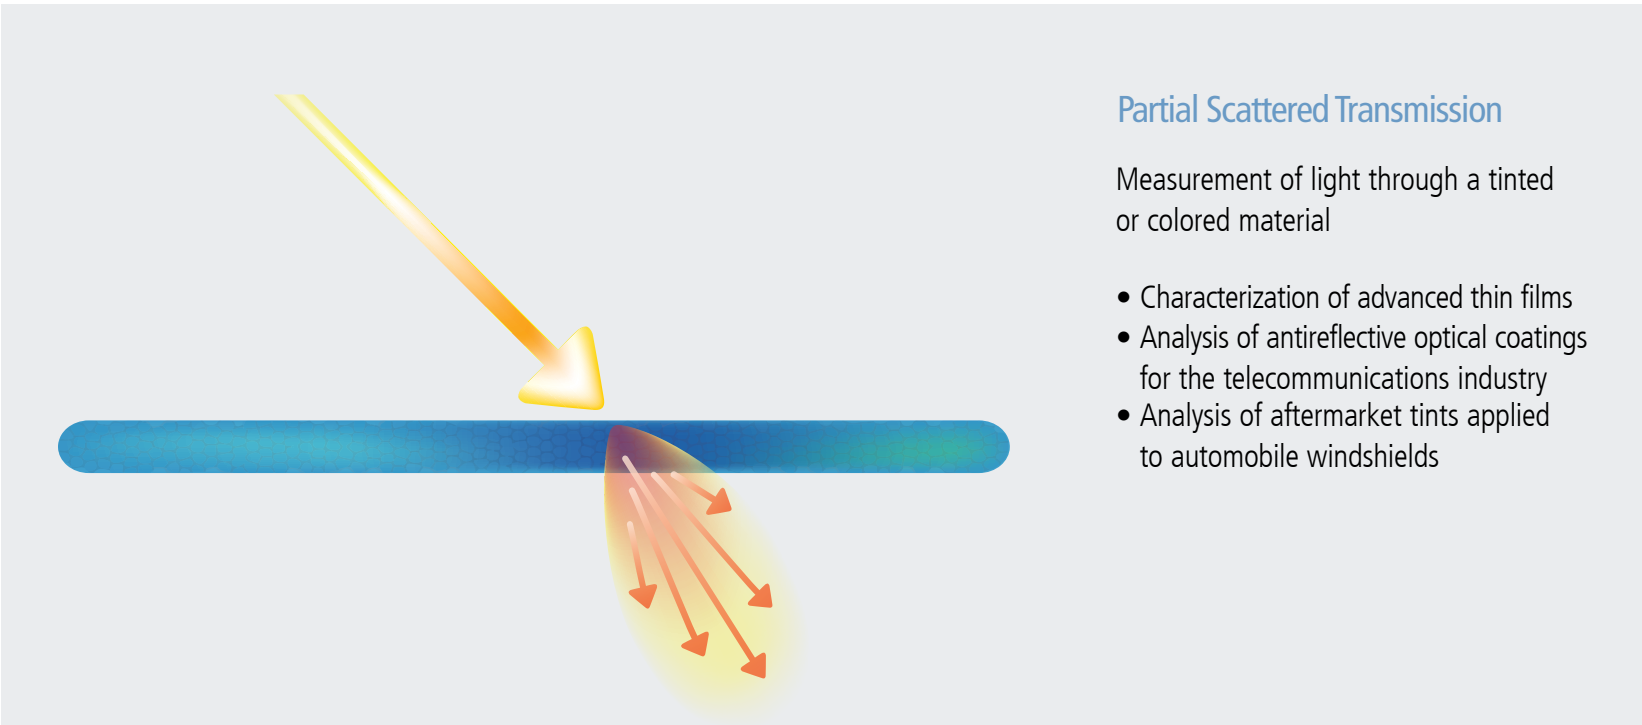 Partial Scattered Transmission
Measurement of light through a tinted
or colored material
• Characterization of advanced thin films
• Analysis of antireflective optical coatings
for the telecommunications industry
• Analysis of aftermarket tints applied
to automobile windshields